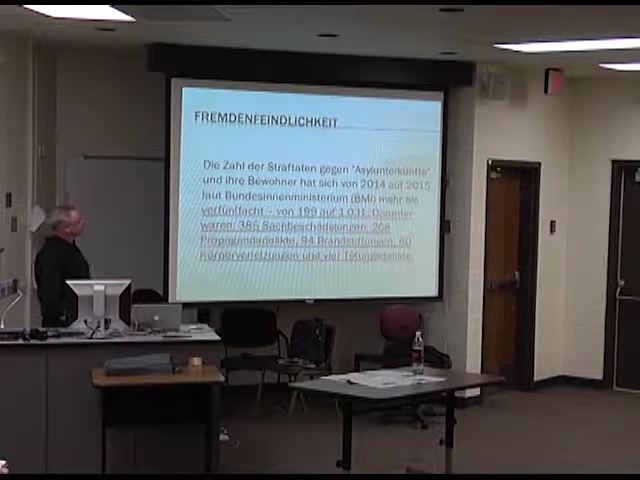 FREMDENFEINDLICHKEIT
Die Zahl der Straftaten gegen "Asylunterkünfte"
und ihre Bewohner hat sich von 2014 auf 2015
laut Bundesinnenministerium (BMI) mehr als
verfünffacht – von 199 auf 1.031. Darunter
waren: 385 Sachbeschädigungen, 208
Propagandadelikte, 94 Brandstiftungen, 60
Körperverletzungen und vier Tötungsdelikte.